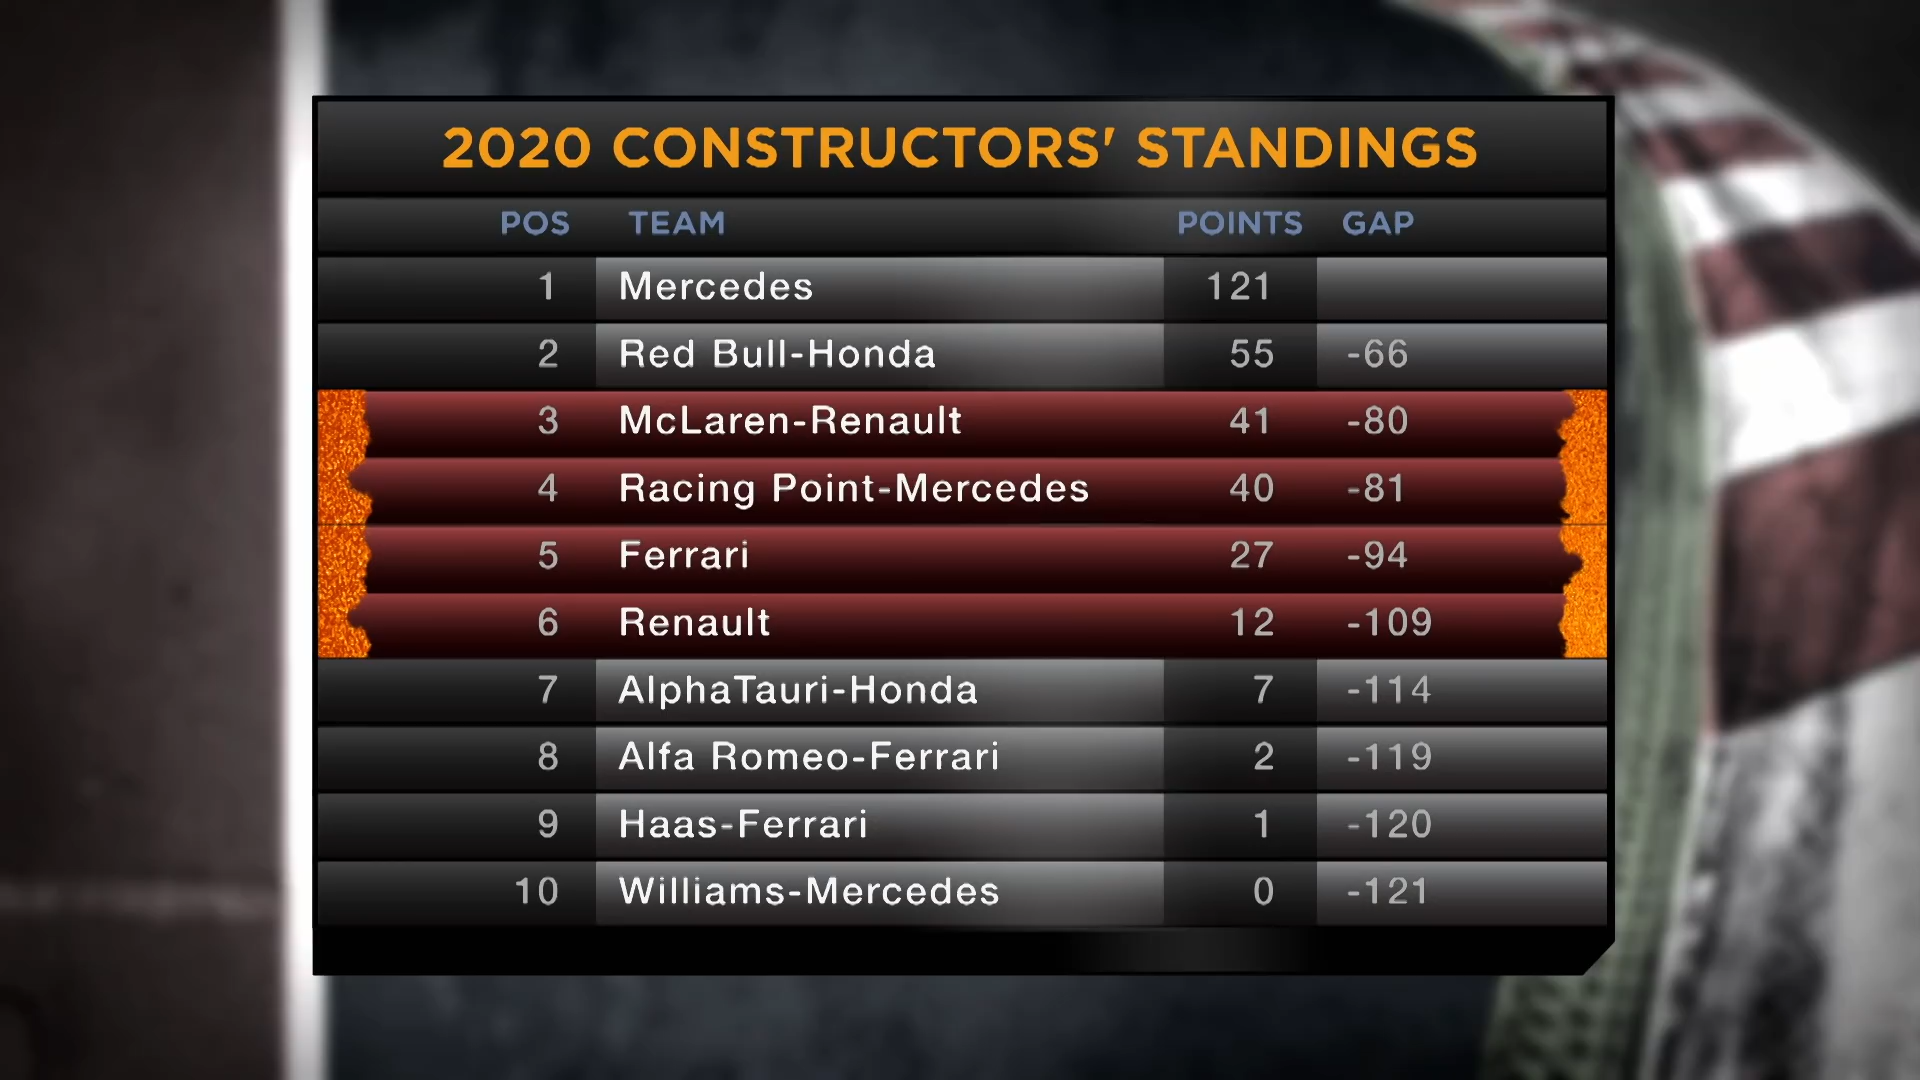 2020 CONSTRUCTORS' STANDINGS
POS TEAM POINTS GAP
1 Mercedes 121
2 Red Bull-Honda 55 -66
3 McLaren-Renault 41 -80
4 Racing Point-Mercedes 40 -81
5 Ferrari 27 -94
6 Renault 12 -109
7 AlphaTauri-Honda 7 -114
8 Alfa Romeo-Ferrari 2 -119
9 Haas-Ferrari 1 -120
10 Williams-Mercedes 0 -121